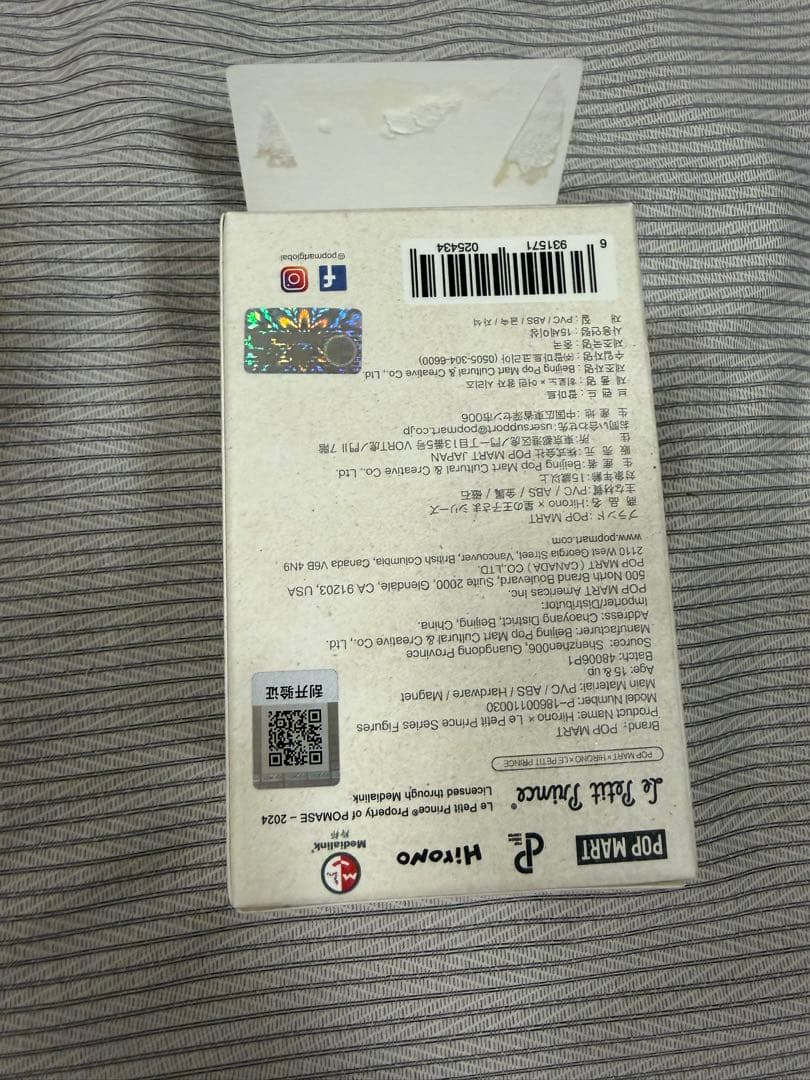 POP MART
HIRONO
Medialink
Le Petit Prince®
Le Petit Prince® Property of POMASE – 2024
Licensed through Medialink
POP MART×HIRONO×LE PETIT PRINCE
Brand: POP MART
Product Name: Hirono × Le Petit Prince Series Figures
Model Number: P-18600110030
Main Material: PVC / ABS / Hardware / Magnet
Age: 15 & up
Batch: 48006P1
Source: Shenzhen006, Guangdong Province
Manufacturer: Beijing Pop Mart Cultural & Creative Co., Ltd.
Address: Chaoyang District, Beijing, China.
Importer/Distributor:
POP MART Americas Inc.
500 North Brand Boulevard, Suite 2000, Glendale, CA 91203, USA
POP MART (CANADA) CO.,LTD.
2110 West Georgia Street, Vancouver, British Columbia, Canada V6B 4N9
www.popmart.com
刮开验证
ブランド : POP MART
商 品 名 : Hirono × 星の王子さまシリーズ
主な材質 : PVC / ABS / 金属 / 磁石
対象年齢 : 15歳以上
生 産 者 : Beijing Pop Mart Cultural & Creative Co., Ltd.
販 売 元 : 株式会社 POP MART JAPAN
住 所 : 東京都港区虎ノ門一丁目13番5号 VORT虎ノ門II 7階
お問い合わせ先 : usersupport@popmart.co.jp
生 産 地 : 中国広東省深セン市006
브 랜 드 : 팝마트
제 품 명 : 히로노 × 어린 왕자 시리즈
제조자명 : Beijing Pop Mart Cultural & Creative Co., Ltd.
수입자명 : ㈜팝마트코리아 (0505-304-6600)
제조국명 : 중국
사용연령 : 15세이상
재 질 : PVC / ABS / 금속 / 자석
6 931571 025434
@popmartglobal